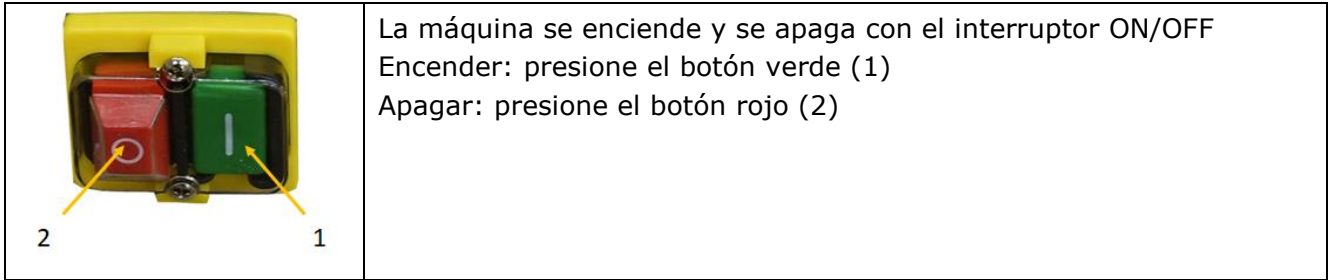 La máquina se enciende y se apaga con el interruptor ON/OFF
Encender: presione el botón verde (1)
Apagar: presione el botón rojo (2)
2
1